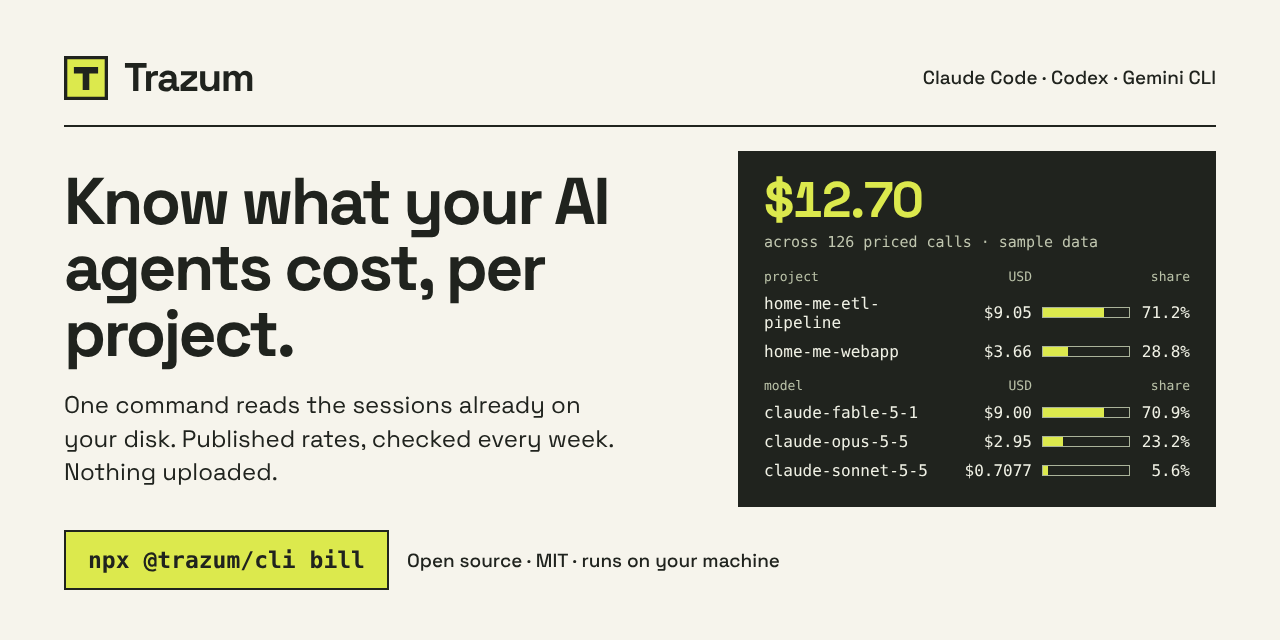 T Trazum
Claude Code · Codex · Gemini CLI
Know what your AI
agents cost, per
project.
One command reads the sessions already on
your disk. Published rates, checked every week.
Nothing uploaded.
npx @trazum/cli bill
Open source · MIT · runs on your machine
$12.70
across 126 priced calls · sample data
project USD share
home-me-etl-
pipeline $9.05 71.2%
home-me-webapp $3.66 28.8%
model USD share
claude-fable-5-1 $9.00 70.9%
claude-opus-5-5 $2.95 23.2%
claude-sonnet-5-5 $0.7077 5.6%